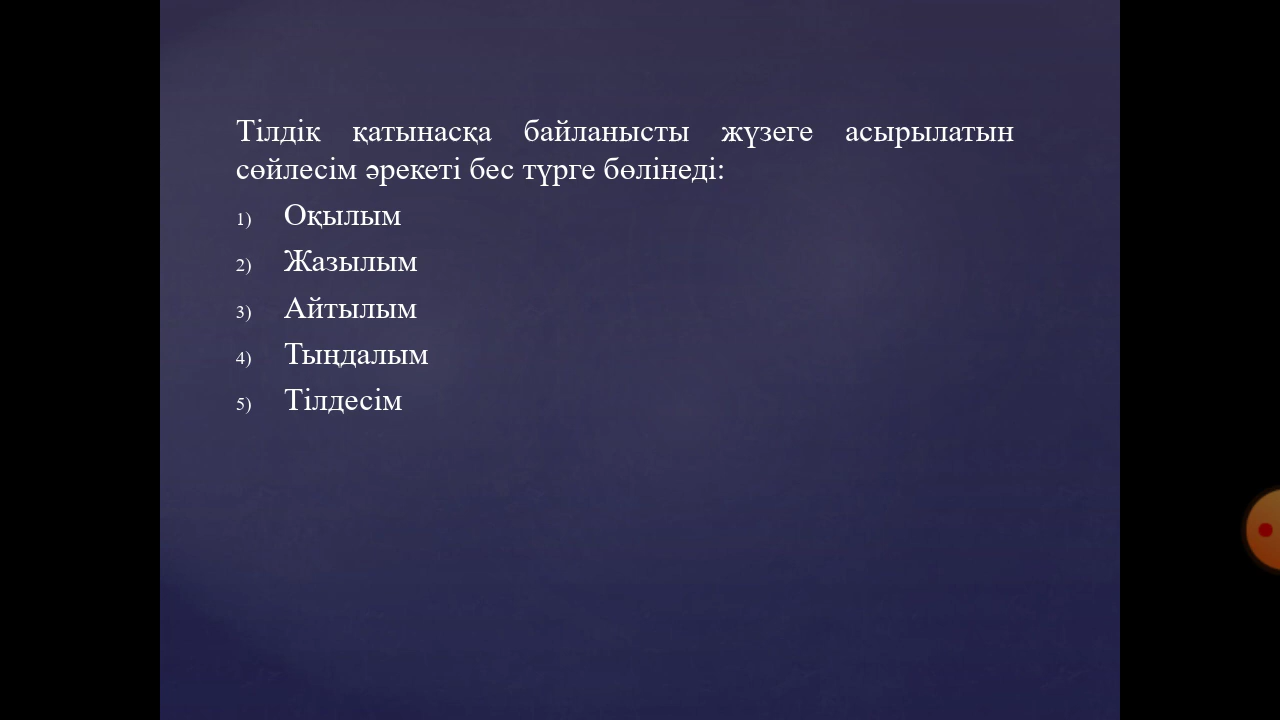 Тілдік қатынасқа байланысты жүзеге асырылатын
сөйлесім әрекеті бес түрге бөлінеді:
1) Оқылым
2) Жазылым
3) Айтылым
4) Тыңдалым
5) Тілдесім